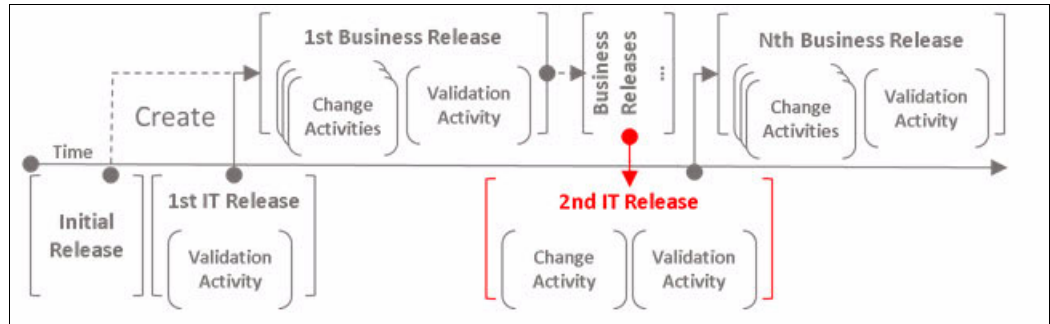 1st Business Release
Change
Activities
Validation
Activity
Business
Releases
...
Nth Business Release
Change
Activities
Validation
Activity
Create
Time
Initial
Release
1st IT Release
Validation
Activity
2nd IT Release
Change
Activity
Validation
Activity